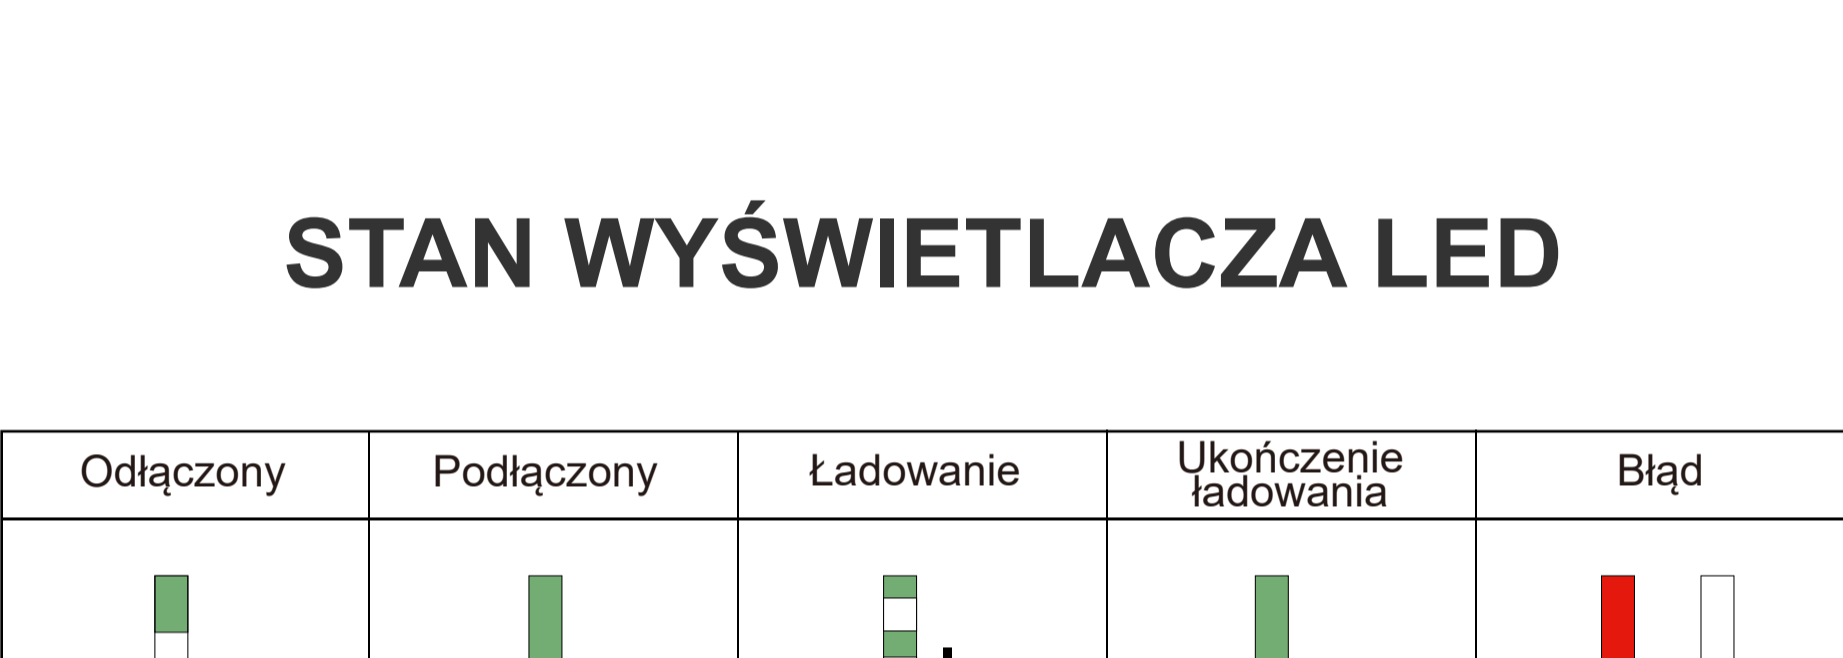 STAN WYŚWIETLACZA LED
Odłączony
Podłączony
Ładowanie
Ukończenie
ładowania
Błąd